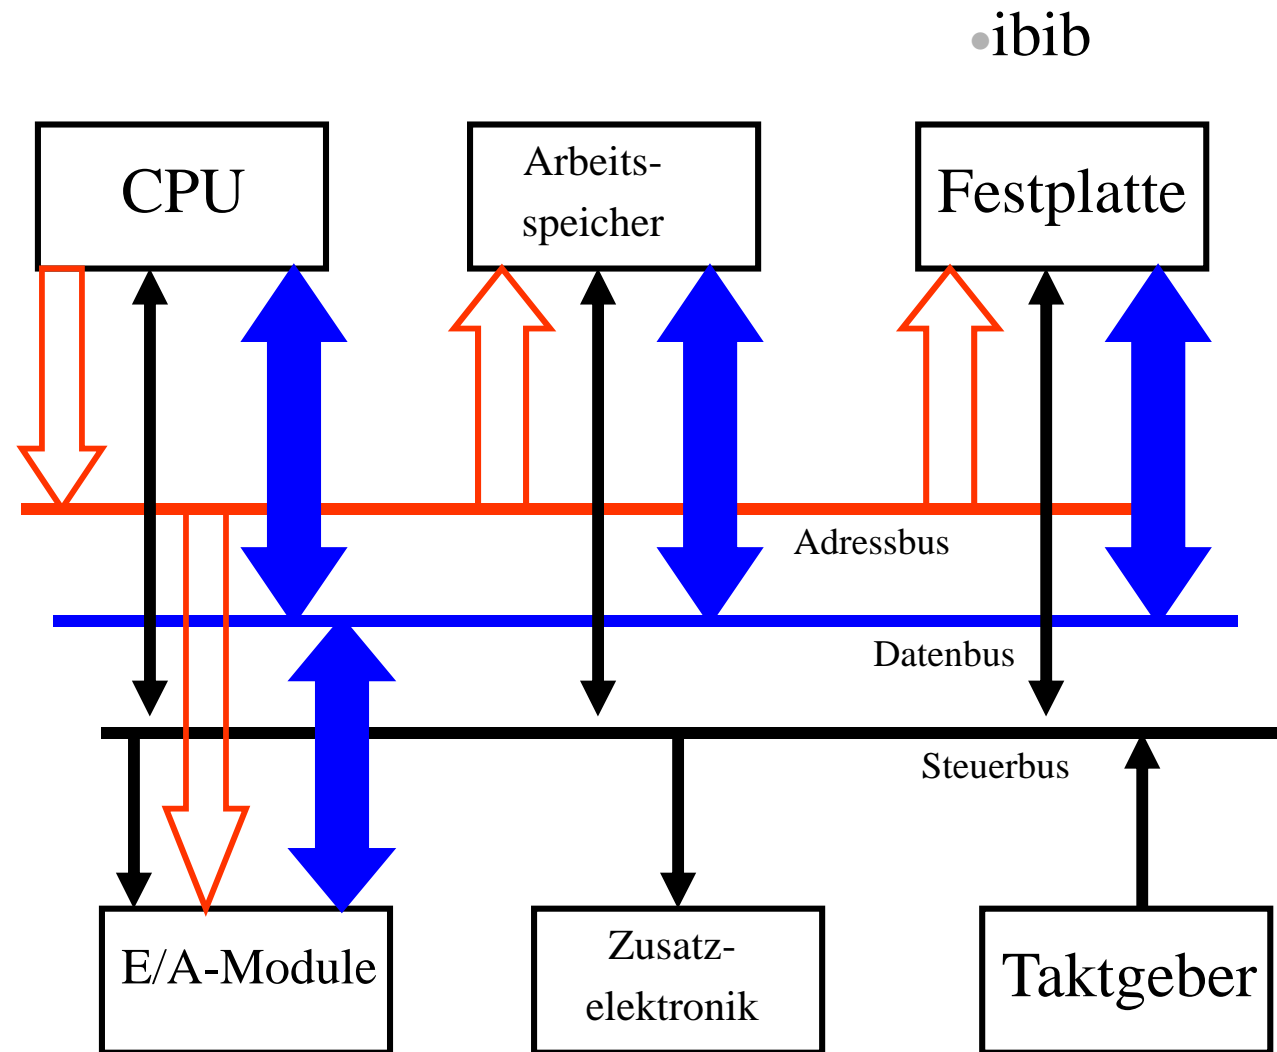 •ibib
CPU
Arbeits-
speicher
Festplatte
Adressbus
Datenbus
Steuerbus
E/A-Module
Zusatz-
elektronik
Taktgeber